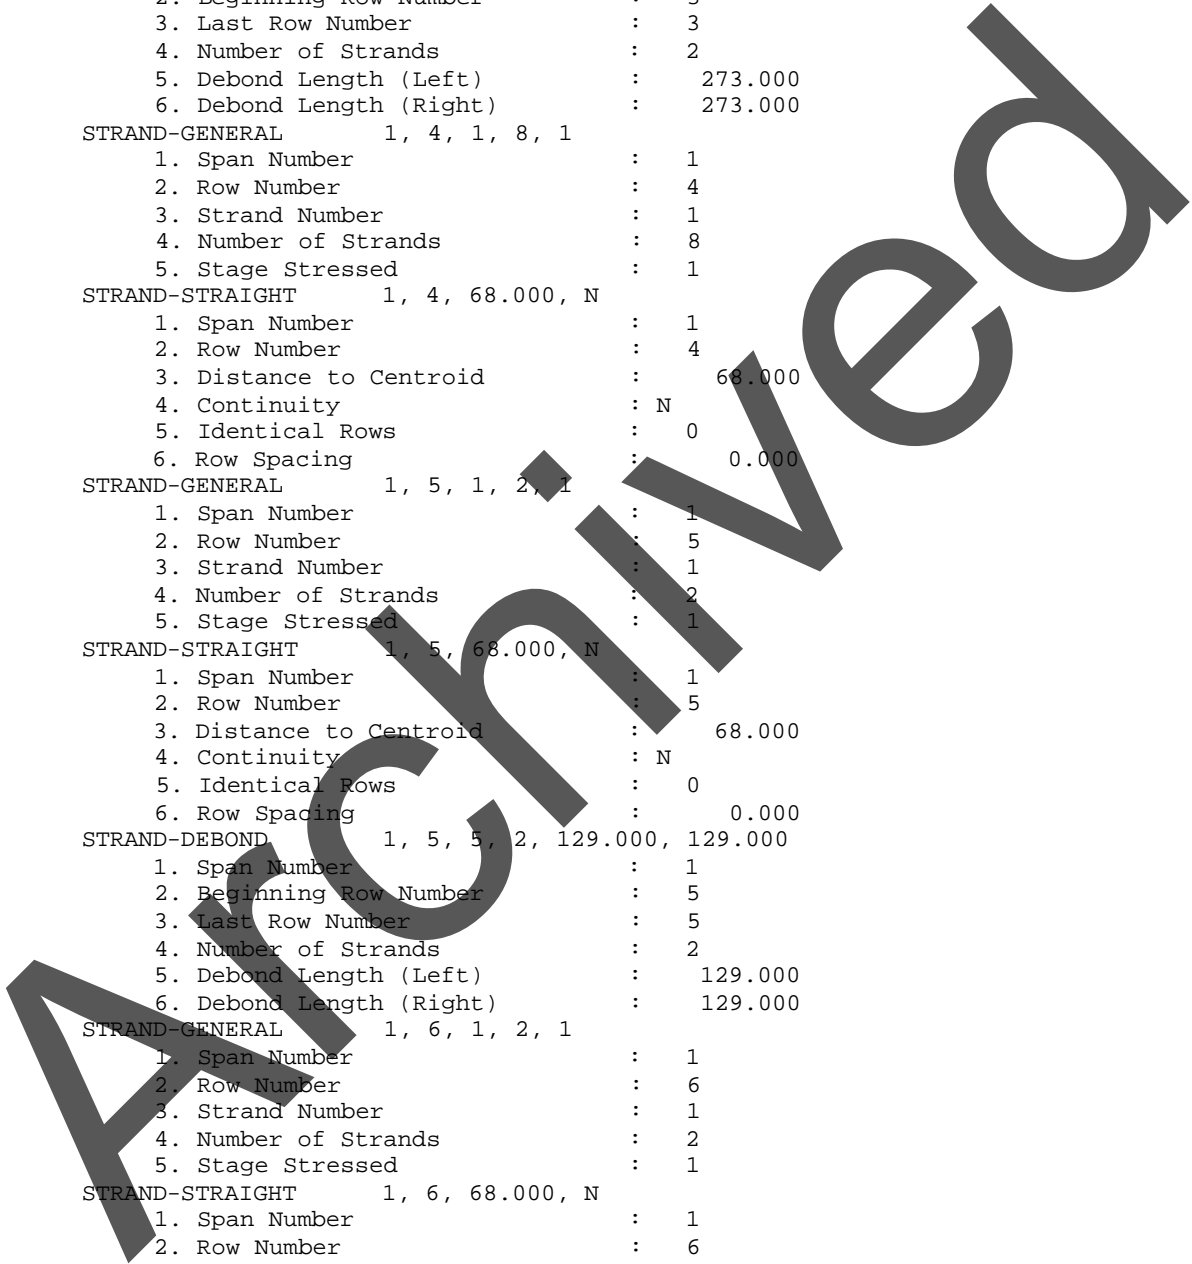 2. Beginning Row Number : 3
3. Last Row Number : 3
4. Number of Strands : 2
5. Debond Length (Left) : 273.000
6. Debond Length (Right) : 273.000
STRAND-GENERAL 1, 4, 1, 8, 1
1. Span Number : 1
2. Row Number : 4
3. Strand Number : 1
4. Number of Strands : 8
5. Stage Stressed : 1
STRAND-STRAIGHT 1, 4, 68.000, N
1. Span Number : 1
2. Row Number : 4
3. Distance to Centroid : 68.000
4. Continuity : N
5. Identical Rows : 0
6. Row Spacing : 0.000
STRAND-GENERAL 1, 5, 1, 2, 1
1. Span Number : 1
2. Row Number : 5
3. Strand Number : 1
4. Number of Strands : 2
5. Stage Stressed : 1
STRAND-STRAIGHT 1, 5, 68.000, N
1. Span Number : 1
2. Row Number : 5
3. Distance to Centroid : 68.000
4. Continuity : N
5. Identical Rows : 0
6. Row Spacing : 0.000
STRAND-DEBOND 1, 5, 5, 2, 129.000, 129.000
1. Span Number : 1
2. Beginning Row Number : 5
3. Last Row Number : 5
4. Number of Strands : 2
5. Debond Length (Left) : 129.000
6. Debond Length (Right) : 129.000
STRAND-GENERAL 1, 6, 1, 2, 1
1. Span Number : 1
2. Row Number : 6
3. Strand Number : 1
4. Number of Strands : 2
5. Stage Stressed : 1
STRAND-STRAIGHT 1, 6, 68.000, N
1. Span Number : 1
2. Row Number : 6
Archived